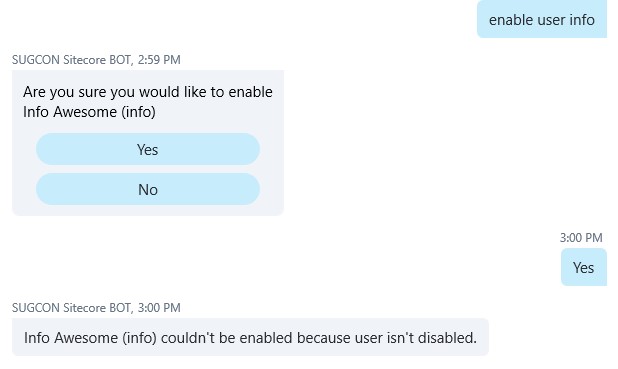 enable user info
SUGCON Sitecore BOT, 2:59 PM
Are you sure you would like to enable
Info Awesome (info)
Yes
No
3:00 PM
Yes
SUGCON Sitecore BOT, 3:00 PM
Info Awesome (info) couldn't be enabled because user isn't disabled.